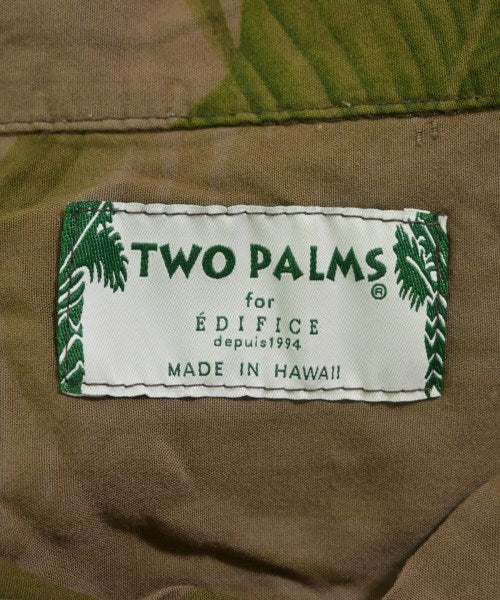 TWO PALMS®
for
ÉDIFICE
depuis1994
MADE IN HAWAII